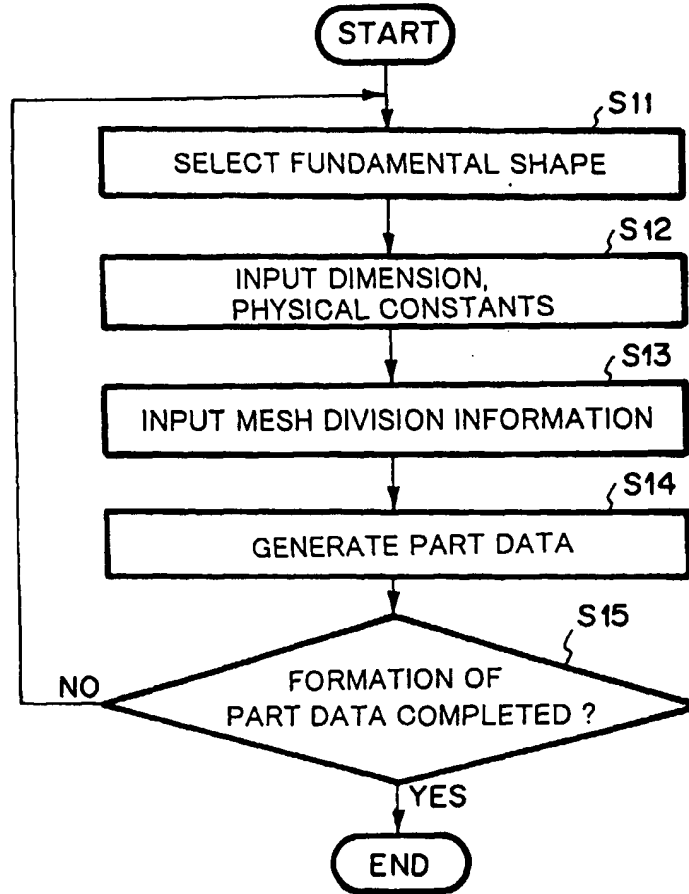 START
S11
SELECT FUNDAMENTAL SHAPE
S12
INPUT DIMENSION,
PHYSICAL CONSTANTS
S13
INPUT MESH DIVISION INFORMATION
S14
GENERATE PART DATA
S15
FORMATION OF
PART DATA COMPLETED ?
NO
YES
END